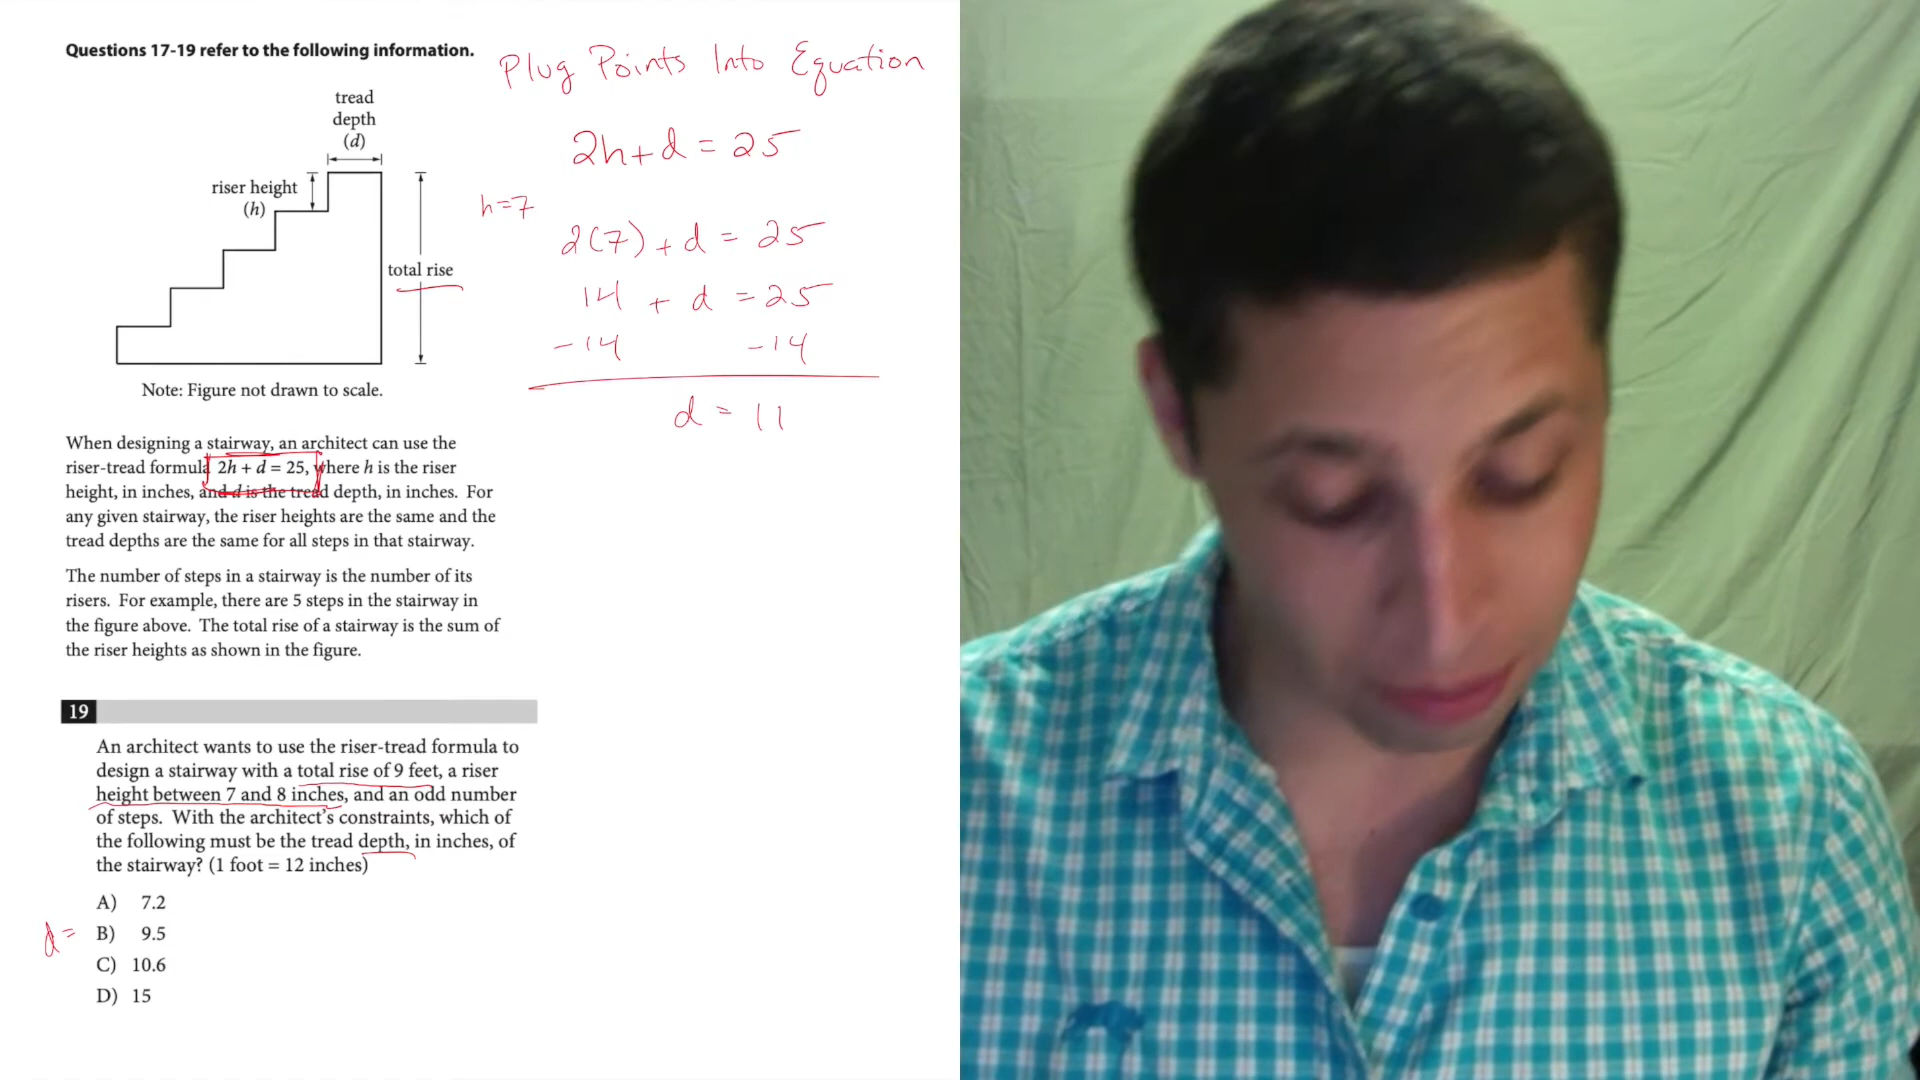 Questions 17-19 refer to the following information.
Plug Points Into Equation
tread
depth
(d)
riser height
(h)
total rise
Note: Figure not drawn to scale.
2h+d=25
h=7
2(7)+d=25
14+d=25
-14 -14
d=11
When designing a stairway, an architect can use the
riser-tread formula 2h + d = 25, where h is the riser
height, in inches, and d is the tread depth, in inches. For
any given stairway, the riser heights are the same and the
tread depths are the same for all steps in that stairway.
The number of steps in a stairway is the number of its
risers. For example, there are 5 steps in the stairway in
the figure above. The total rise of a stairway is the sum of
the riser heights as shown in the figure.
19
An architect wants to use the riser-tread formula to
design a stairway with a total rise of 9 feet, a riser
height between 7 and 8 inches, and an odd number
of steps. With the architect's constraints, which of
the following must be the tread depth, in inches, of
the stairway? (1 foot = 12 inches)
A) 7.2
d= B) 9.5
C) 10.6
D) 15